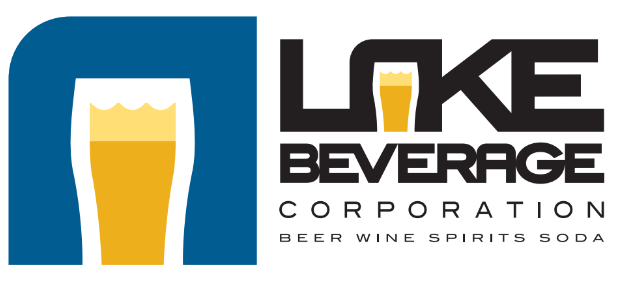 LAKE
BEVERAGE
CORPORATION
BEER WINE SPIRITS SODA